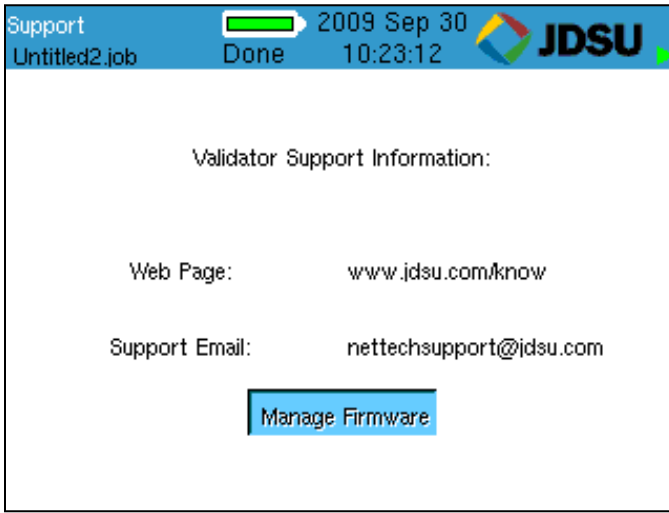 Support
2009 Sep 30
JDSU
Untitled2.job
Done
10:23:12
Validator Support Information:
Web Page:
www.jdsu.com/know
Support Email:
nettechsupport@jdsu.com
Manage Firmware